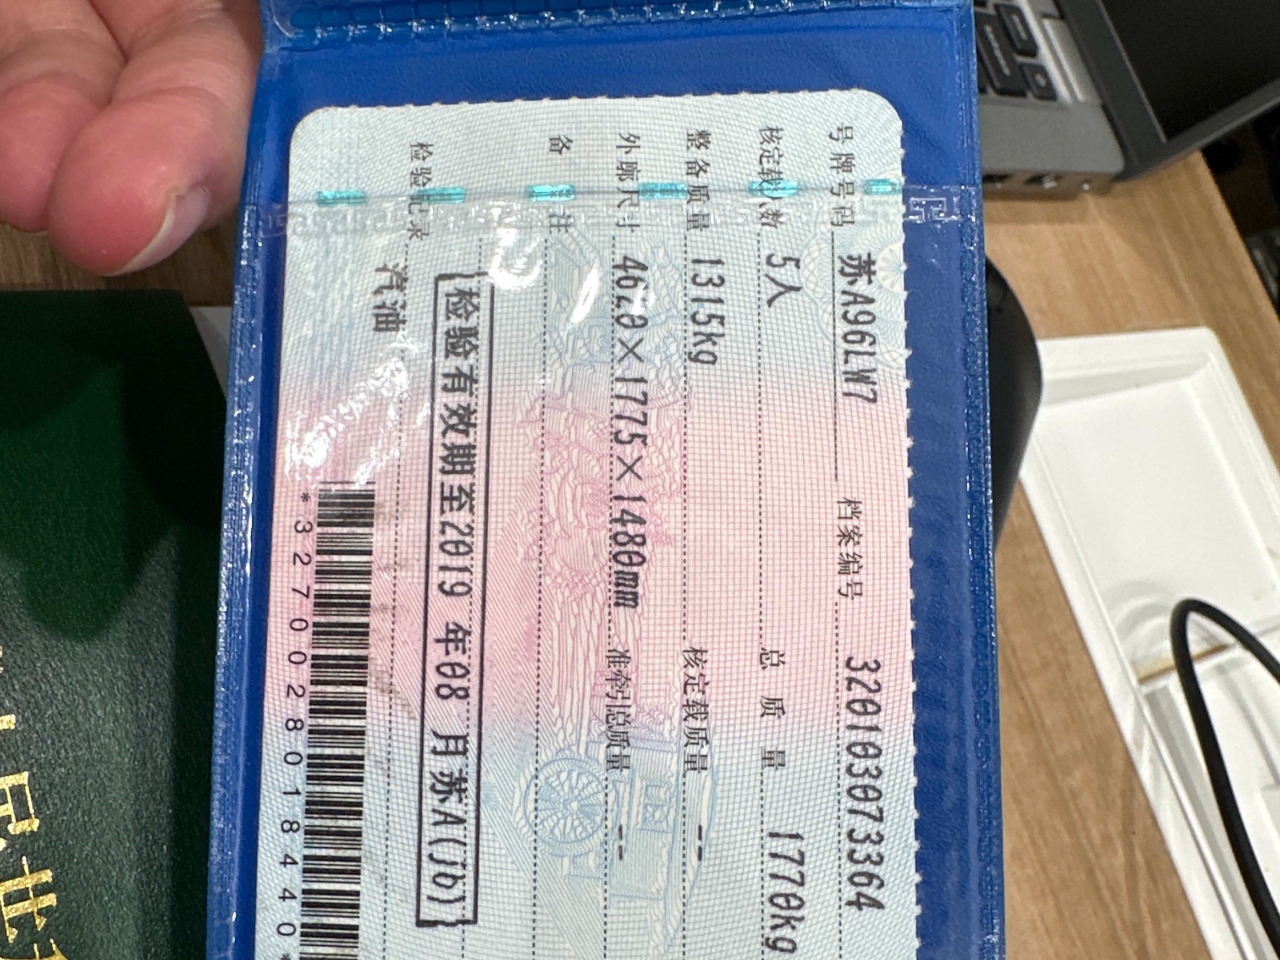 号牌号码 苏A96LW7 档案编号 320103073364
核定载人数 5人 总质量 1770kg
整备质量 1315kg 核定载质量 --
外廓尺寸 4620×1775×1480mm 准牵引总质量 --
备注
检验有效期至2019年08月苏A(Jb)
检验记录
汽油
*3270028018440*